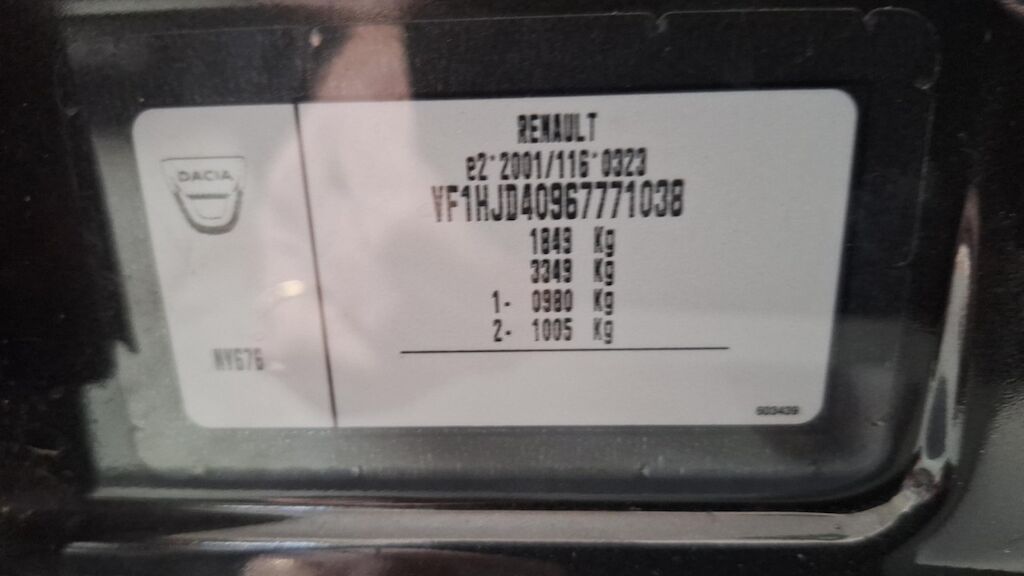 DACIA
RENAULT
e2*2001/116*0323
VF1HJD40967771038
1849 Kg
3349 Kg
1- 0980 Kg
2- 1005 Kg
NV676
603439